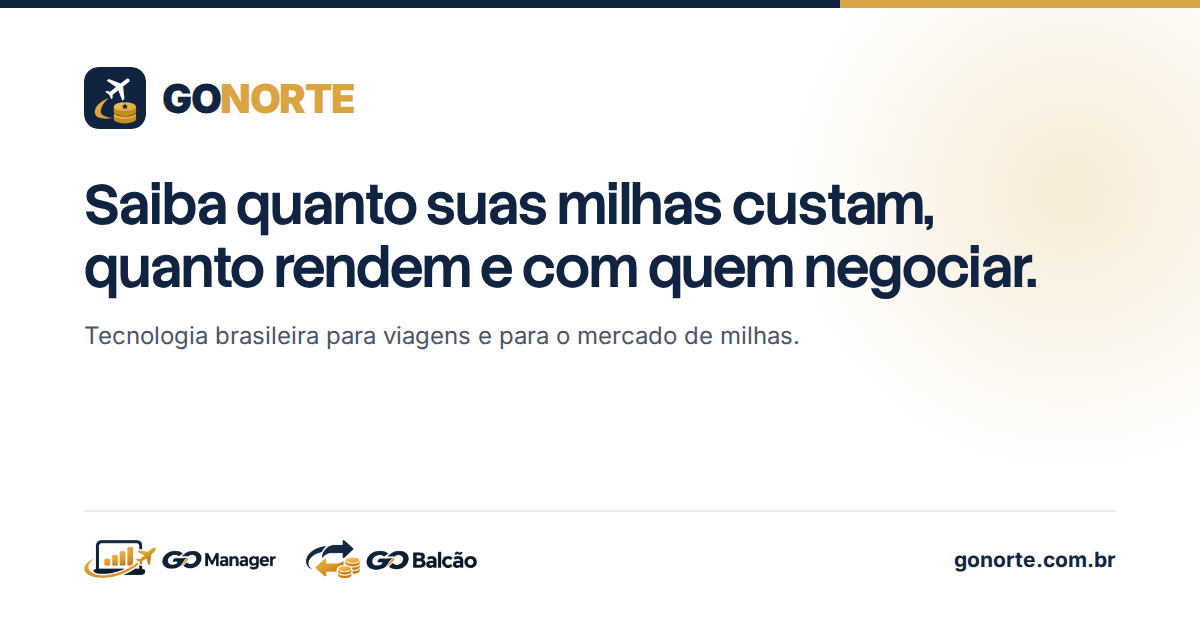 GONORTE
Saiba quanto suas milhas custam,
quanto rendem e com quem negociar.
Tecnologia brasileira para viagens e para o mercado de milhas.
GO Manager
GO Balcão
gonorte.com.br